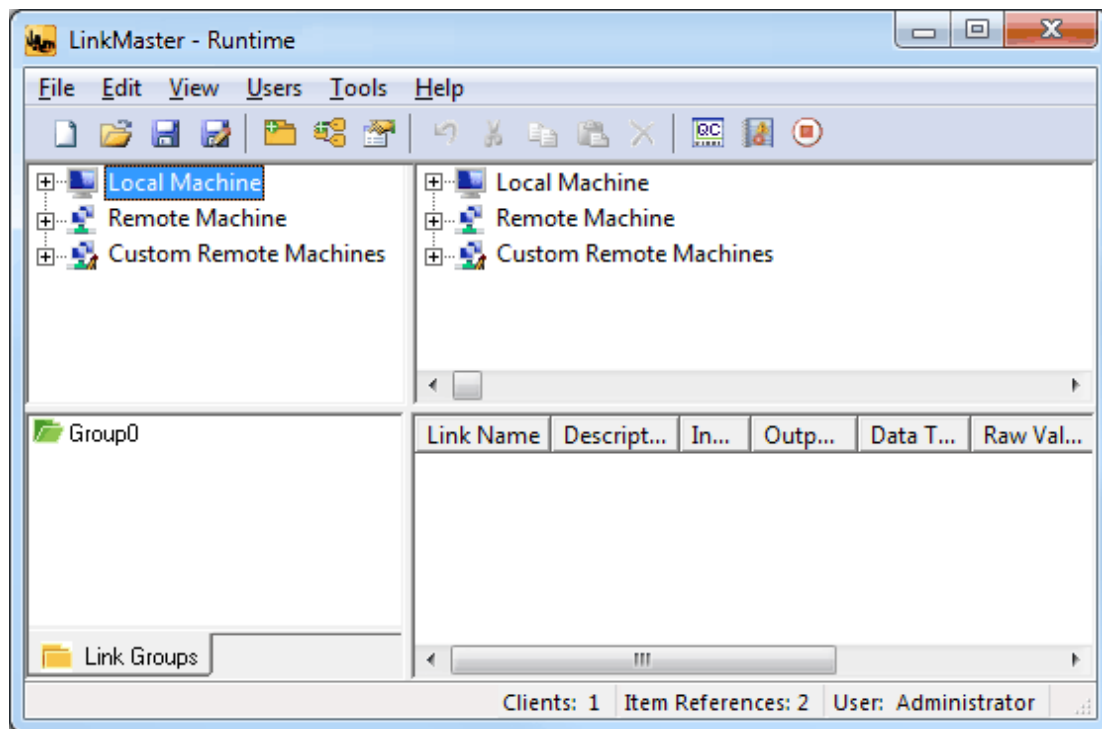 LinkMaster - Runtime
File Edit View Users Tools Help
QC
Local Machine
Remote Machine
Custom Remote Machines
Local Machine
Remote Machine
Custom Remote Machines
Group0
Link Groups
Link Name Descript... In... Outp... Data T... Raw Val...
Clients: 1 Item References: 2 User: Administrator